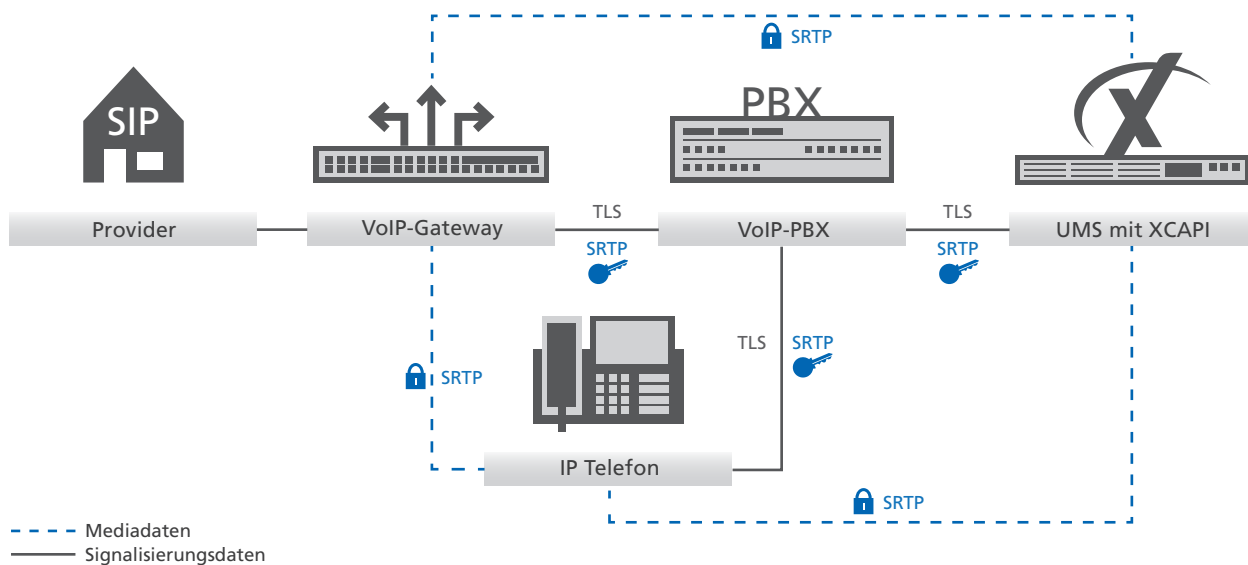 SRTP
SIP
PBX
Provider
VoIP-Gateway
TLS
SRTP
VoIP-PBX
TLS
SRTP
UMS mit XCAPI
TLS
SRTP
SRTP
IP Telefon
SRTP
Mediadaten
Signalisierungsdaten